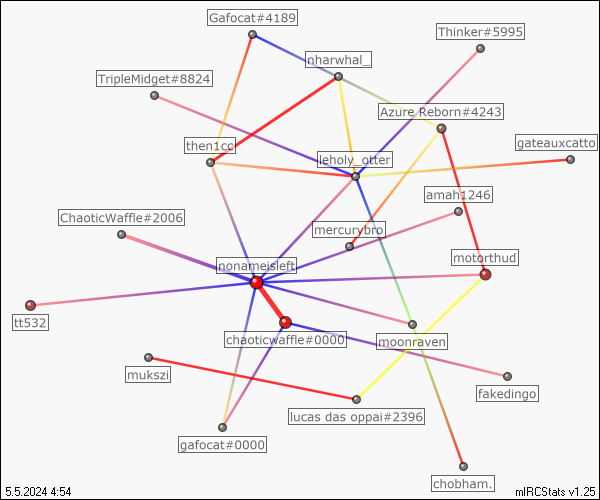 Gafocat#4189
Thinker#5995
nharwhal_
TripleMidget#8824
Azure Reborn#4243
then1cc
gateauxcatto
leholy_otter
amah1246
ChaoticWaffle#2006
mercurybro
motorthud
nonameisleft
tt532
chaoticwaffle#0000
moonraven
mukszi
fakedingo
lucas das oppai#2396
gafocat#0000
chobham.
5.5.2024 4:54
mIRCStats v1.25